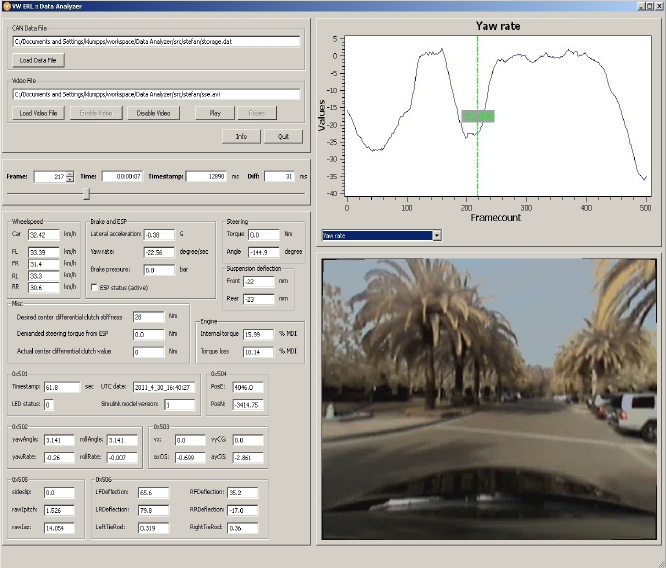 VW ERL :: Data Analyzer
CAN Data File
C:/Documents and Settings/klumpps/workspace/Data Analyzer/src/stefan/storage.dat
Load Data File
Video File
C:/Documents and Settings/klumpps/workspace/Data Analyzer/src/stefan/sse.avi
Load Video File Enable Video Disable Video Play Pause
Info Quit
Frame: 217 Time: 00:00:07 Timestamp: 12890 ms Diff: 31 ms
Wheelspeed
Car 32.42 km/h
FL 33.39 km/h
FR 31.4 km/h
RL 33.3 km/h
RR 30.6 km/h
Brake and ESP
Lateral acceleration: -0.38 G
Yaw rate: -22.56 degree/sec
Brake pressure: 0.0 bar
ESP status (active)
Steering
Torque 0.0 Nm
Angle -144.9 degree
Suspension deflection
Front -22 mm
Rear -23 mm
Misc
Desired center differential clutch stiffness 28 Nm
Demanded steering torque from ESP 0.0 Nm
Actual center differential clutch value 0 Nm
Engine
Internal torque 15.99 % MDI
Torque loss 10.14 % MDI
0x501
Timestamp: 61.8 sec UTC date: 2011_4_30_16:40:27
LED status: 0 Simulink model version: 1
0x504
PosE: 4046.0
PosN: -3414.75
0x502
yawAngle: 3.141 rollAngle: 3.141
yawRate: -0.26 rollRate: -0.007
0x503
vx: 0.0 vyCG: 0.0
axCG: -0.699 ayCG: -2.861
0x505
sideslip: 0.0
rawIpitch: 1.526
rawIaz: 14.054
0x506
LFDeflection: 65.6 RFDeflection: 35.2
LRDeflection: 79.8 RRDeflection: -17.0
LeftTieRod: 0.319 RightTieRod: 0.36
Yaw rate
Values
5
0
-5
-10
-15
-20
-25
-30
-35
-40
0 100 200 300 400 500
Framecount
Yaw rate